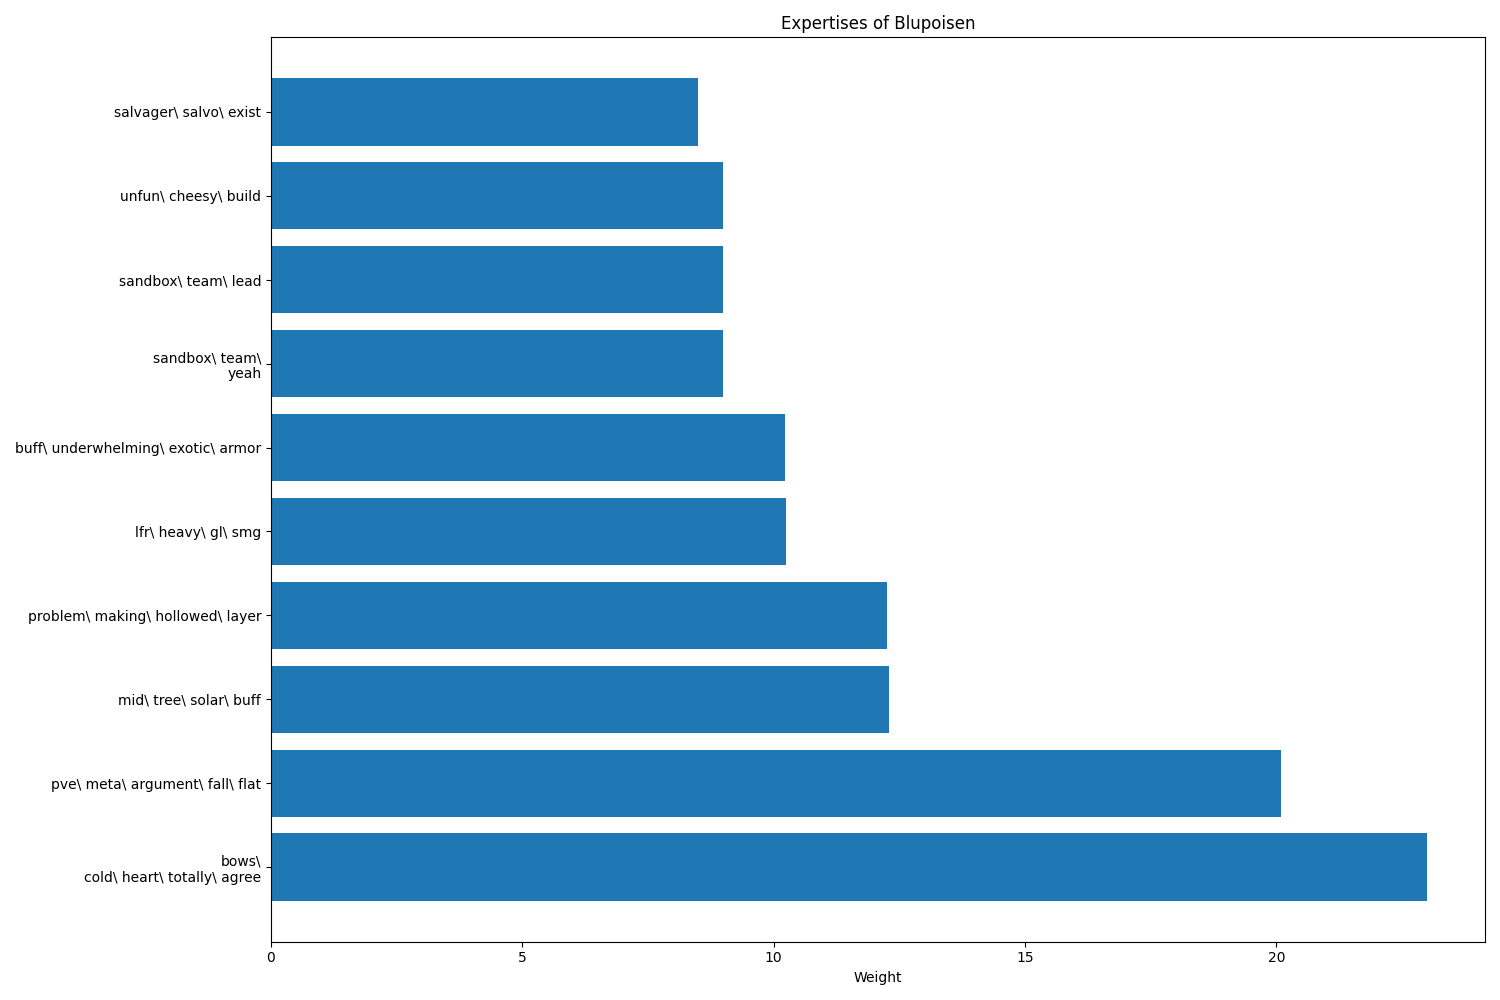 Expertises of Blupoisen
salvager\ salvo\ exist
unfun\ cheesy\ build
sandbox\ team\ lead
sandbox\ team\
yeah
buff\ underwhelming\ exotic\ armor
lfr\ heavy\ gl\ smg
problem\ making\ hollowed\ layer
mid\ tree\ solar\ buff
pve\ meta\ argument\ fall\ flat
bows\
cold\ heart\ totally\ agree
0 5 10 15 20
Weight